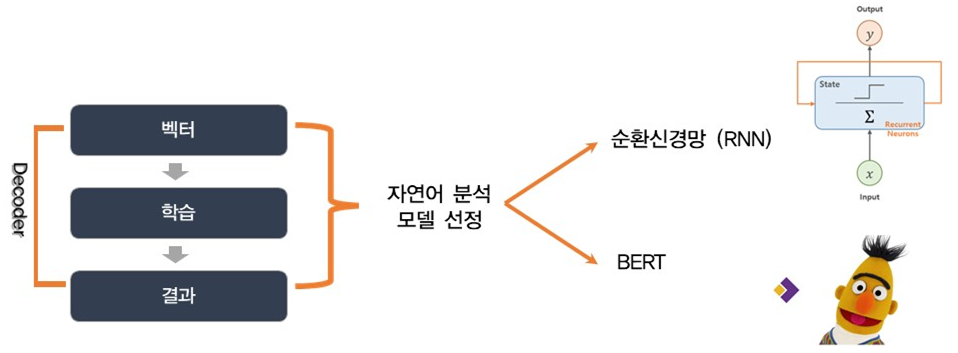 Decoder
벡터
학습
결과
자연어 분석
모델 선정
순환신경망 (RNN)
BERT
Output
y
State
Σ
Recurrent
Neurons
x
Input